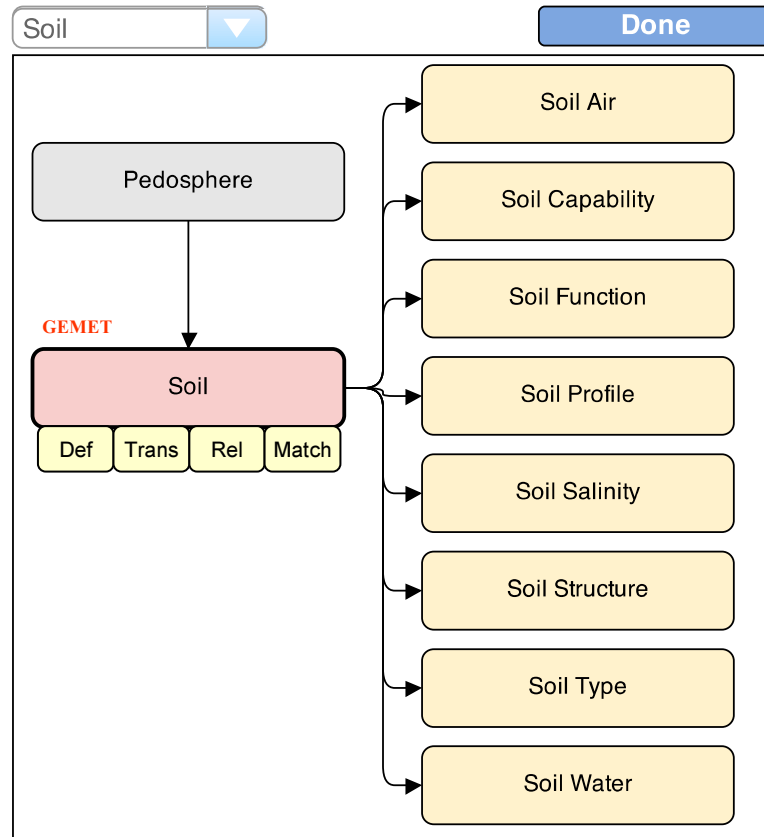 Soil
Done
Pedosphere
GEMET
Soil
Def
Trans
Rel
Match
Soil Air
Soil Capability
Soil Function
Soil Profile
Soil Salinity
Soil Structure
Soil Type
Soil Water